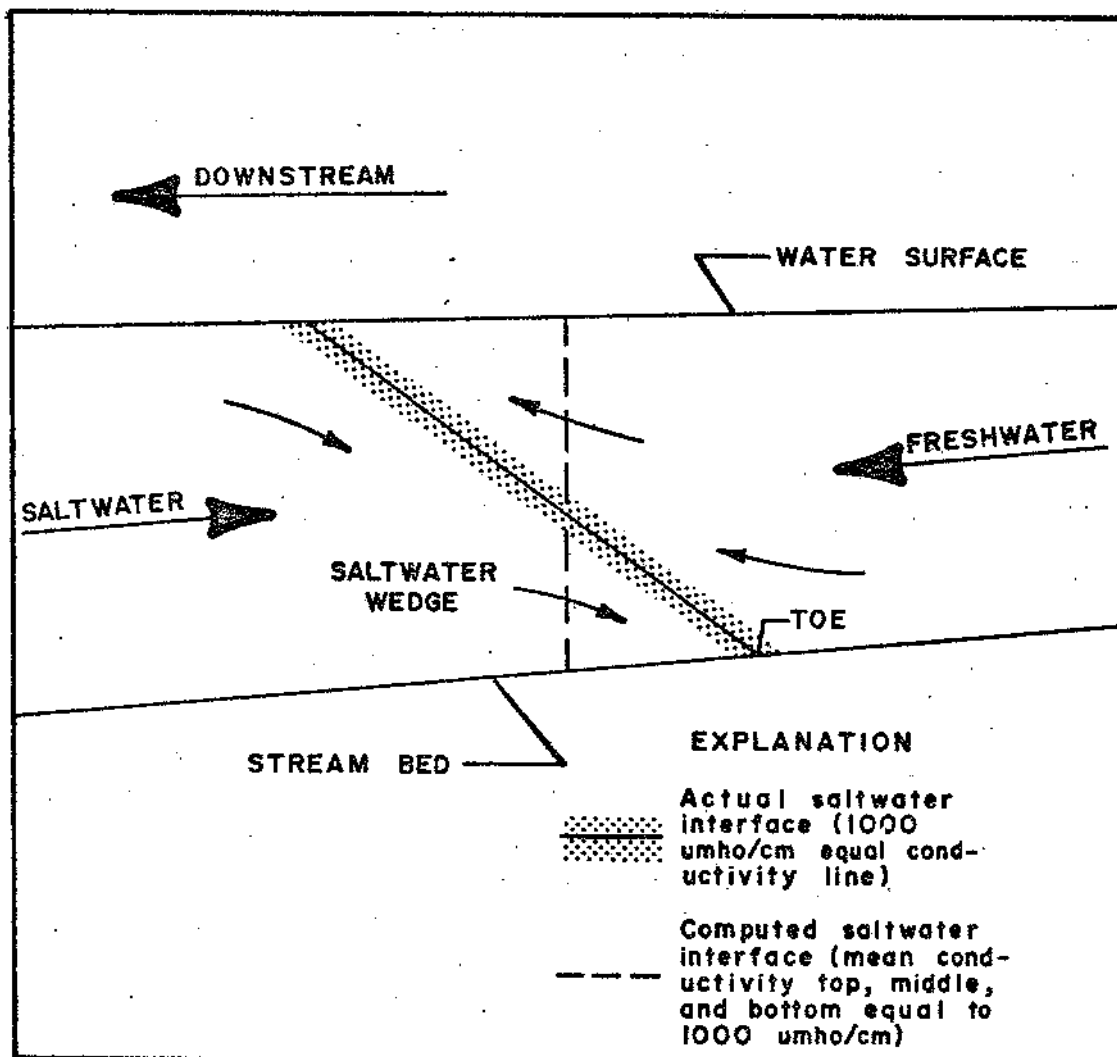 DOWNSTREAM
WATER SURFACE
FRESHWATER
SALTWATER
SALTWATER
WEDGE
TOE
STREAM BED
EXPLANATION
Actual saltwater
interface (1000
umho/cm equal cond-
uctivity line)
Computed saltwater
interface (mean cond-
uctivity top, middle,
and bottom equal to
1000 umho/cm)